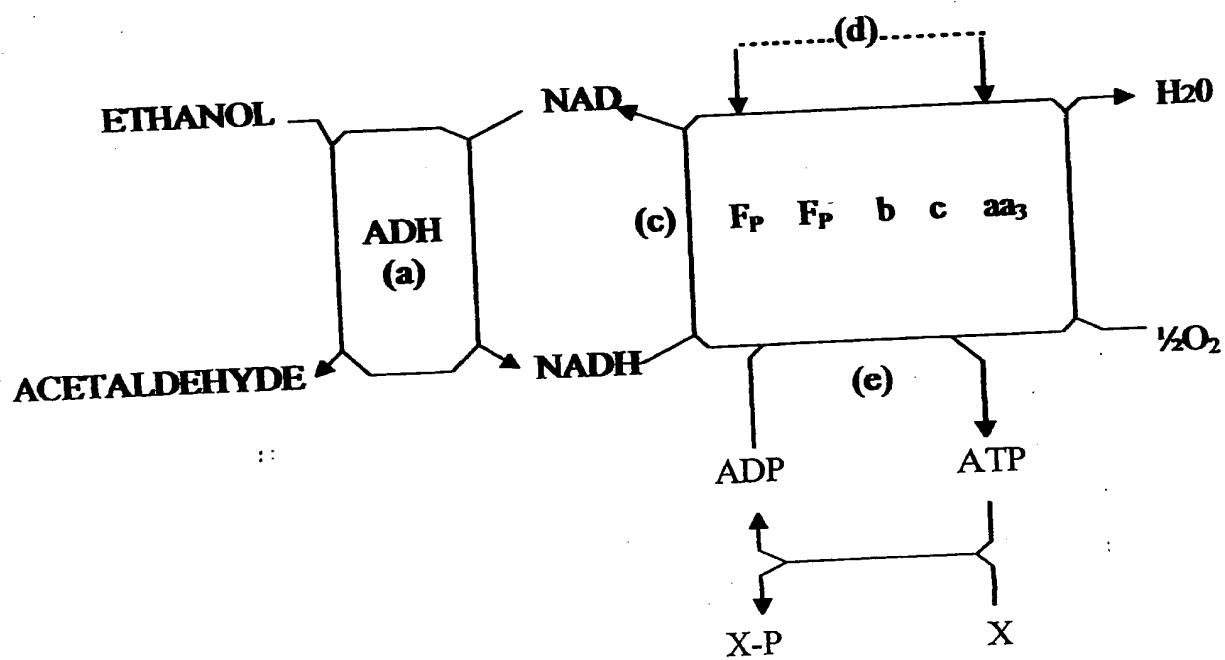 (d)
ETHANOL NAD H20
(c) Fp Fp b c aa3
ADH
(a)
ACETALDEHYDE NADH ½O2
(e)
ADP ATP
X-P X